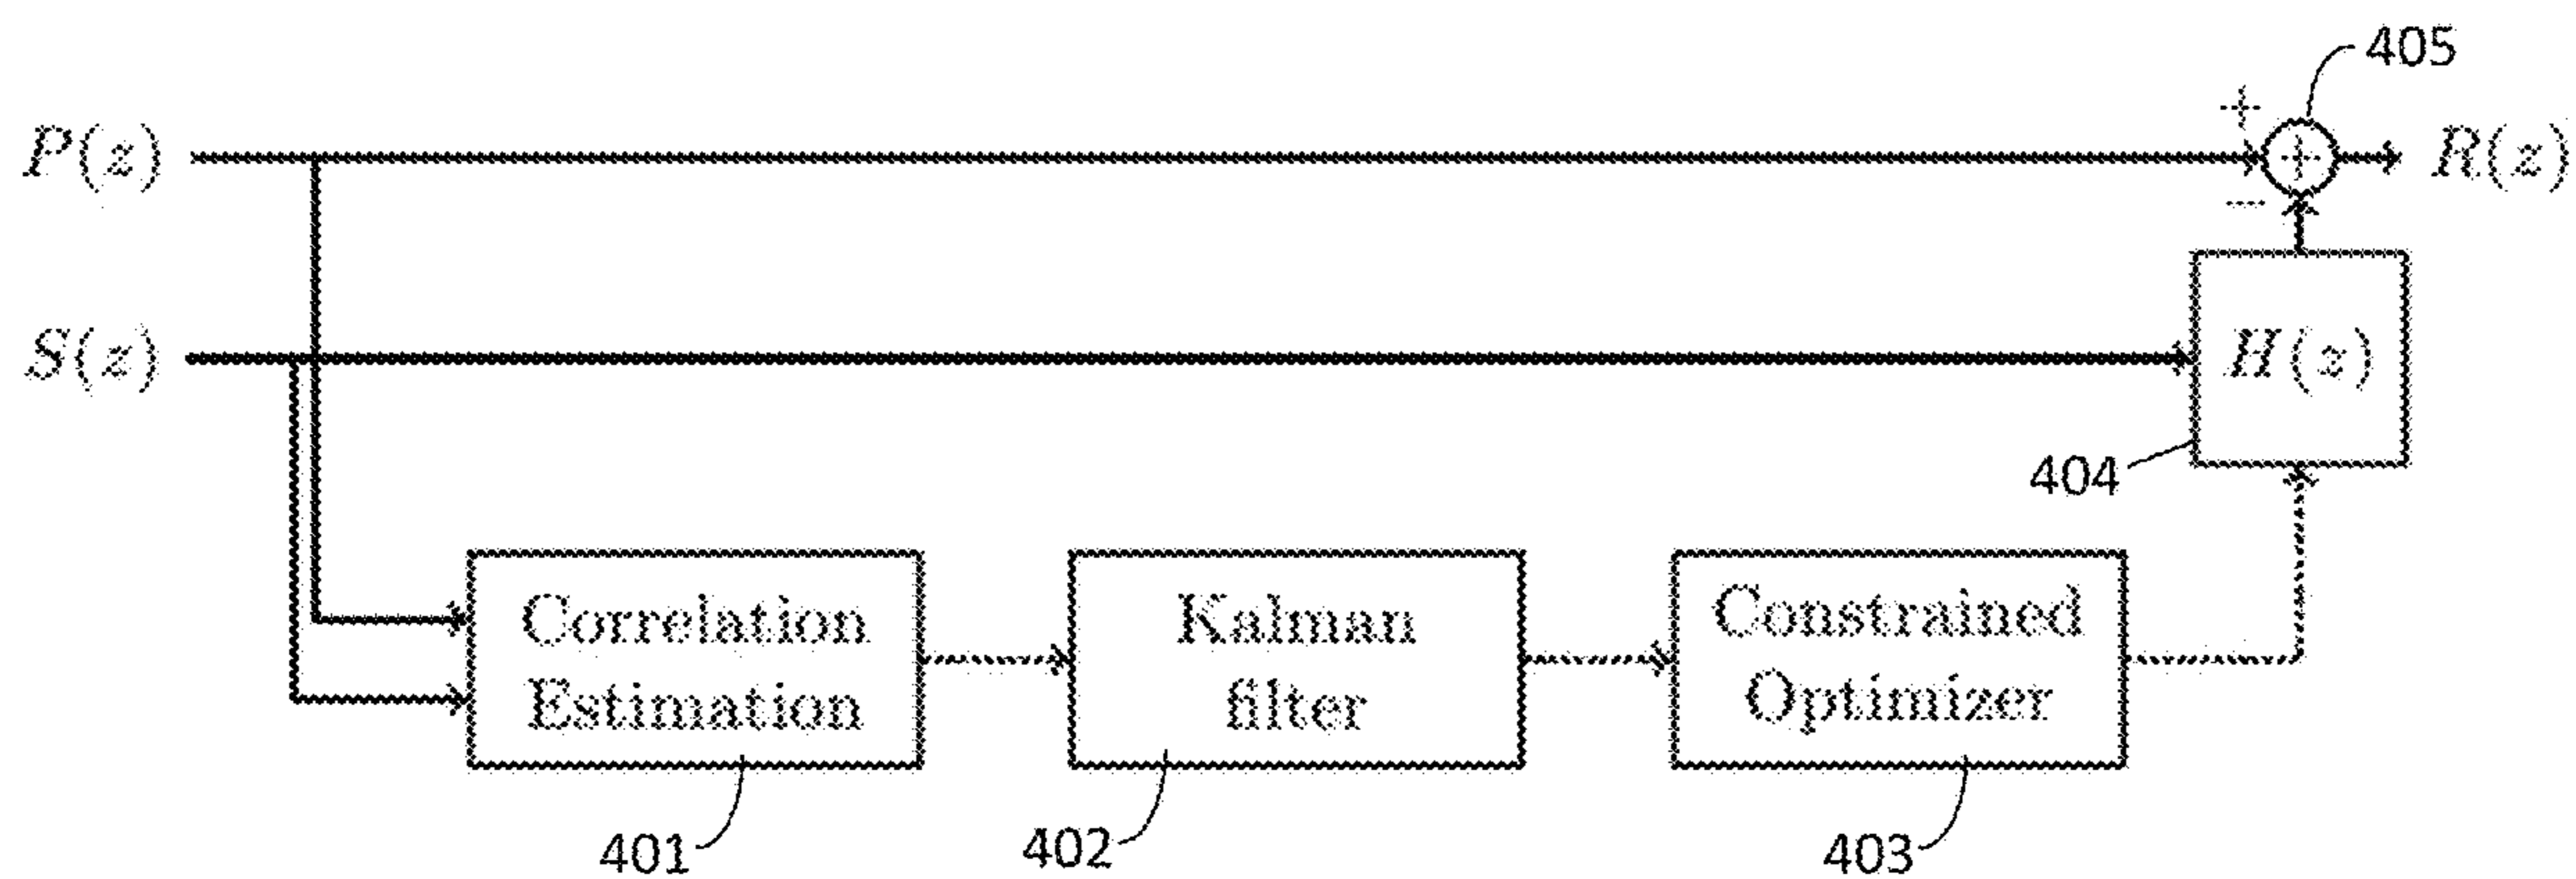 405
+
P(z)
+
R(z)
−
S(z)
H(z)
404
Correlation
Estimation
Kalman
filter
Constrained
Optimizer
401
402
403